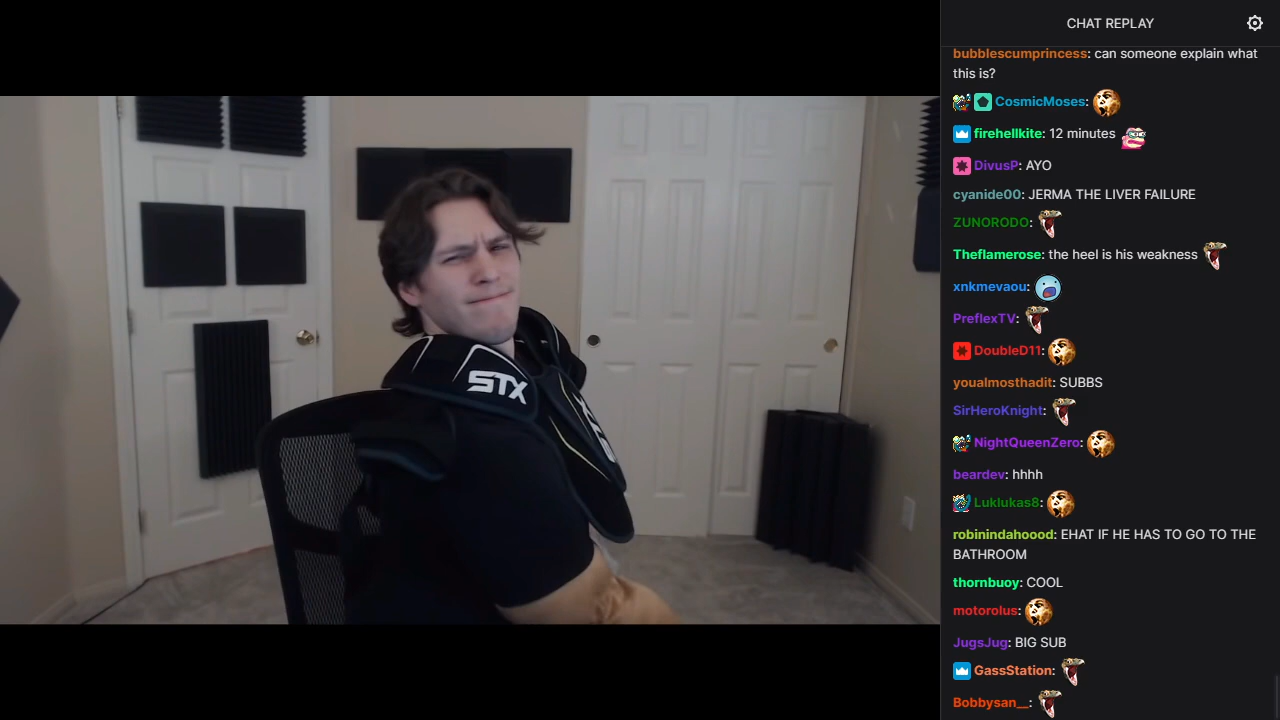 CHAT REPLAY
bubblescumprincess: can someone explain what
this is?
CosmicMoses:
firehellkite: 12 minutes
DivusP: AYO
cyanide00: JERMA THE LIVER FAILURE
ZUNORODO:
Theflamerose: the heel is his weakness
xnkmevaou:
PreflexTV:
DoubleD11:
youalmosthadit: SUBBS
SirHeroKnight:
NightQueenZero:
beardev: hhhh
Luklukas8:
robinindahoood: EHAT IF HE HAS TO GO TO THE
BATHROOM
thornbuoy: COOL
motorolus:
JugsJug: BIG SUB
GassStation:
Bobbysan__:
STX
STX